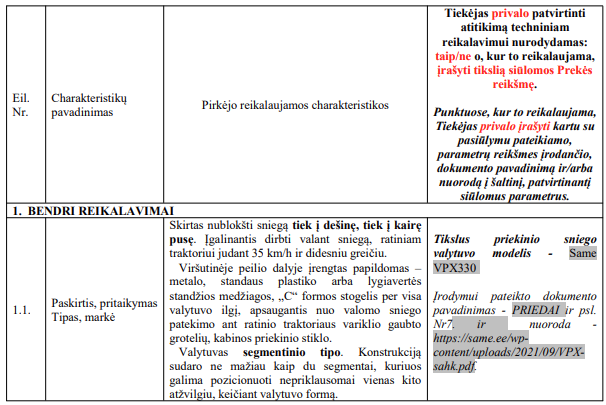 Eil.
Nr.
Charakteristikų
pavadinimas
Pirkėjo reikalaujamos charakteristikos
Tiekėjas privalo patvirtinti
atitikimą techniniam
reikalavimui nurodydamas:
taip/ne o, kur to reikalaujama,
įrašyti tikslią siūlomos Prekės
reikšmę.
Punktuose, kur to reikalaujama,
Tiekėjas privalo įrašyti kartu su
pasiūlymu pateikiamo,
parametrų reikšmes įrodančio,
dokumento pavadinimą ir/arba
nuorodą į šaltinį, patvirtinantį
siūlomus parametrus.
1. BENDRI REIKALAVIMAI
1.1.
Paskirtis, pritaikymas
Tipas, markė
Skirtas nublokšti sniegą tiek į dešinę, tiek į kairę
pusę. Įgalinantis dirbti valant sniegą, ratiniam
traktoriui judant 35 km/h ir didesniu greičiu.
Viršutinėje peilio dalyje įrengtas papildomas –
metalo, standaus plastiko arba lygiavertės
standžios medžiagos, „C“ formos stogelis per visa
valytuvo ilgį, apsaugantis nuo valomo sniego
patekimo ant ratinio traktoriaus variklio gaubto
grotelių, kabinos priekinio stiklo.
Valytuvas segmentinio tipo. Konstrukciją
sudaro ne mažiau kaip du segmentai, kuriuos
galima pozicionuoti nepriklausomai vienas kito
atžvilgiu, keičiant valytuvo formą.
Tikslus priekinio sniego
valytuvo modelis - Same
VPX330
Įrodymui pateikto dokumento
pavadinimas - PRIEDAI ir psl.
Nr7. ir nuoroda -
https://same.ee/wp-
content/uploads/2021/09/VPX-
sahk.pdf.